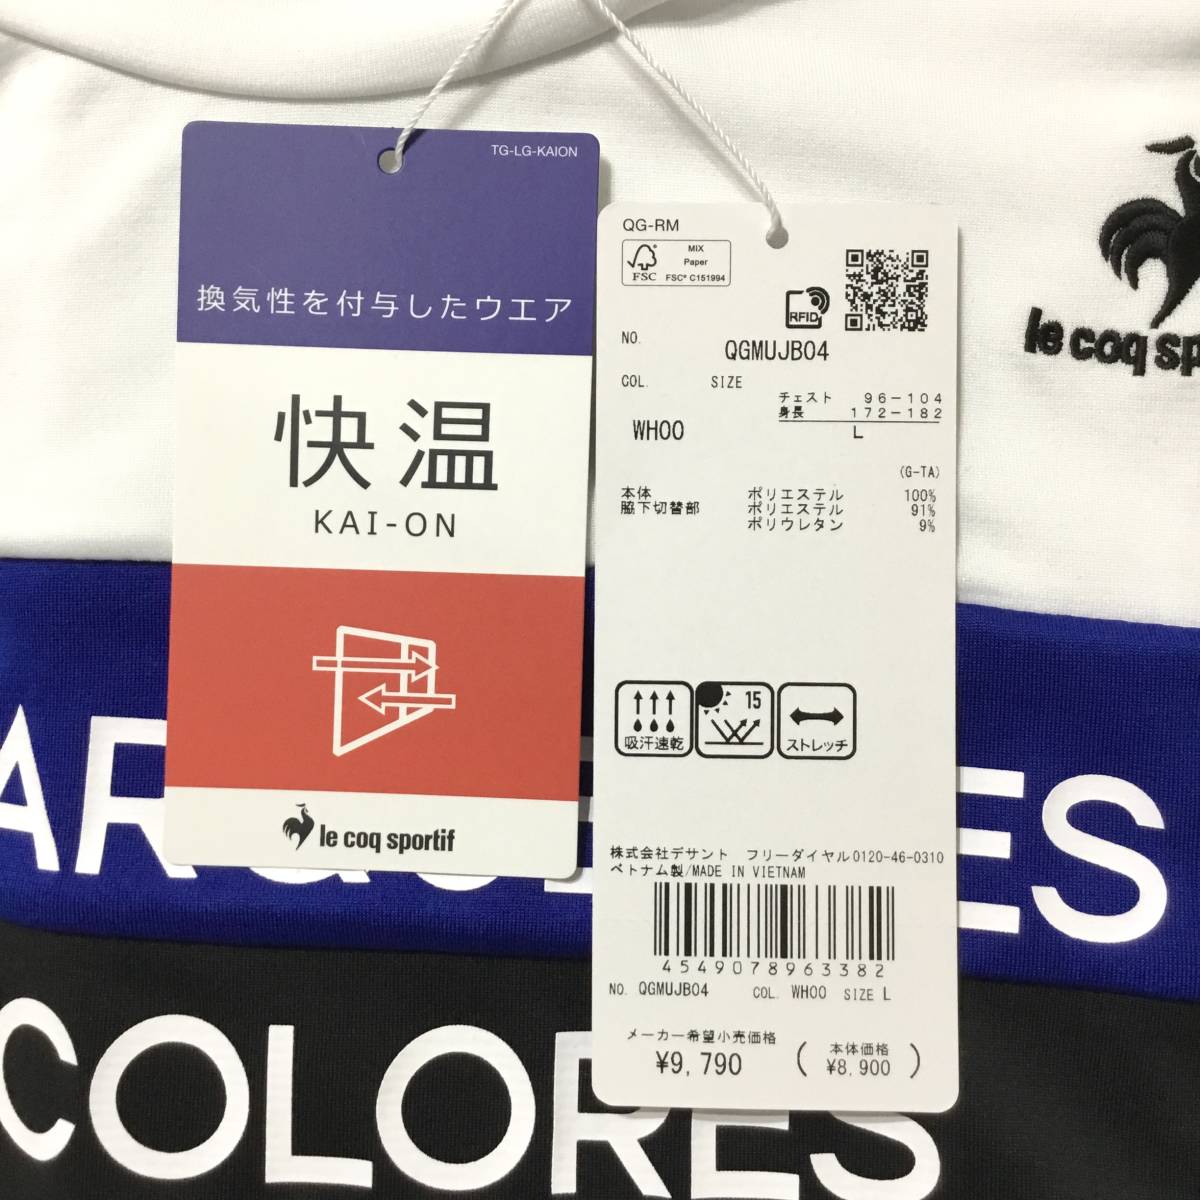 TG-LG-KAION
換気性を付与したウエア
快温
KAI-ON
le coq sportif
QG-RM
FSC
MIX
Paper
FSC® C151994
RFID
NO.
QGMUJB04
COL. SIZE
チェスト 96-104
身長 172-182
WH00 L
(G-TA)
本体 ポリエステル 100%
脇下切替部 ポリエステル 91%
ポリウレタン 9%
吸汗速乾
15
ストレッチ
株式会社デサント フリーダイヤル0120-46-0310
ベトナム製/MADE IN VIETNAM
4549078963382
NO. QGMUJB04 COL. WH00 SIZE L
メーカー希望小売価格
¥9,790
(本体価格
¥8,900)
le coq sp
COLORES